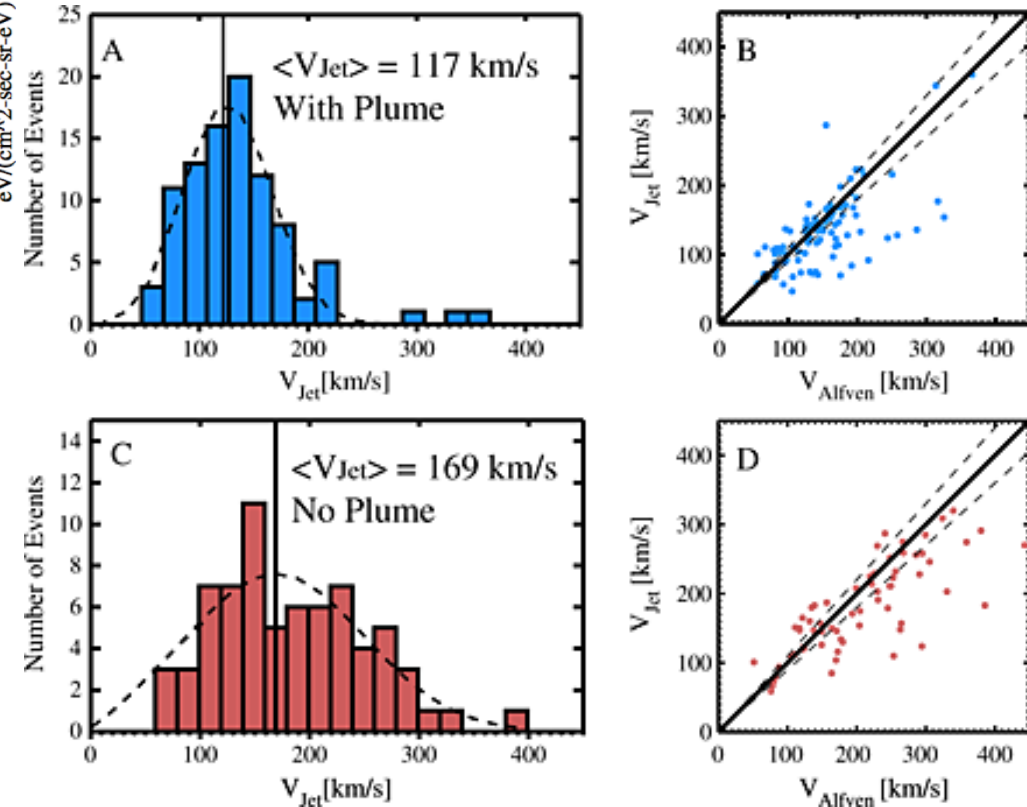 eV/(cm^2-sec-sr-eV)
A
<VJet> = 117 km/s
With Plume
Number of Events
25
20
15
10
5
0
0 100 200 300 400
VJet[km/s]
B
VJet [km/s]
400
300
200
100
0
0 100 200 300 400
VAlfven [km/s]
C
<VJet> = 169 km/s
No Plume
Number of Events
14
12
10
8
6
4
2
0
0 100 200 300 400
VJet[km/s]
D
VJet [km/s]
400
300
200
100
0
0 100 200 300 400
VAlfven [km/s]